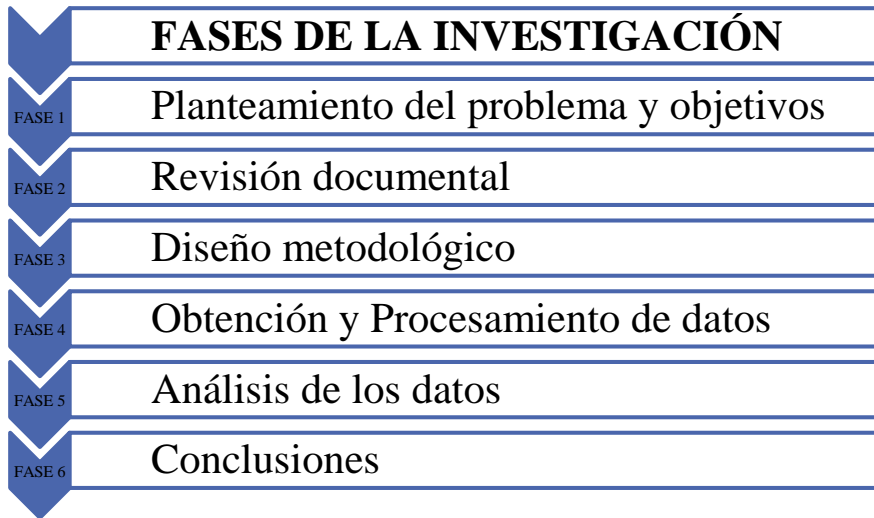 FASES DE LA INVESTIGACIÓN
FASE 1 Planteamiento del problema y objetivos
FASE 2 Revisión documental
FASE 3 Diseño metodológico
FASE 4 Obtención y Procesamiento de datos
FASE 5 Análisis de los datos
FASE 6 Conclusiones